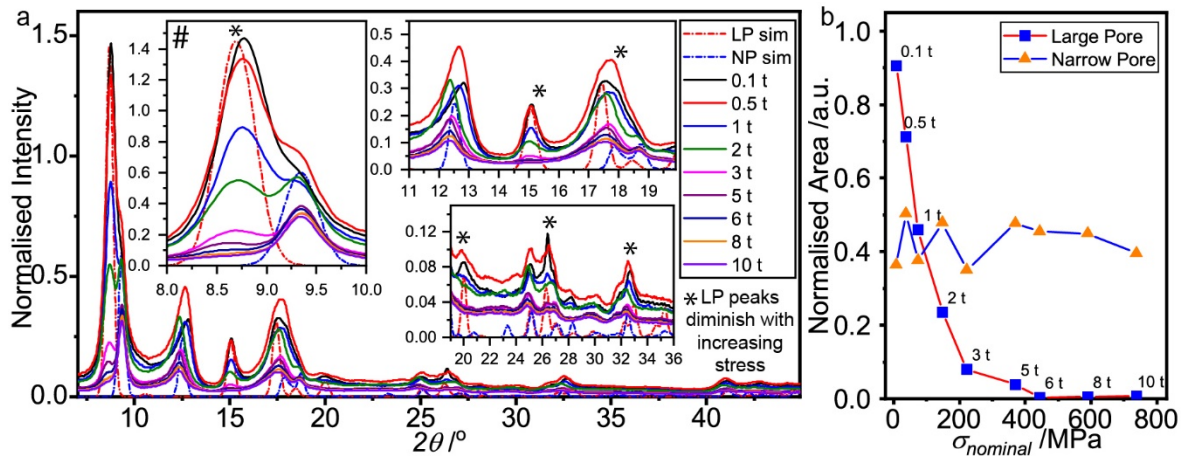 a
Normalised Intensity
1.5
1.0
0.5
0.0
10 15 20 25 30 35 40
2θ /°
#
*
1.4
1.2
1.0
0.8
0.6
0.4
0.2
0.0
8.0 8.5 9.0 9.5 10.0
* *
0.5
0.4
0.3
0.2
0.1
0.0
11 12 13 14 15 16 17 18 19
* * *
0.12
0.08
0.04
0.00
20 22 24 26 28 30 32 34 36
LP sim
NP sim
0.1 t
0.5 t
1 t
2 t
3 t
5 t
6 t
8 t
10 t
* LP peaks
diminish with
increasing
stress
b
Normalised Area /a.u.
1.0
0.8
0.6
0.4
0.2
0.0
0 200 400 600 800
σnominal /MPa
Large Pore
Narrow Pore
0.1 t
0.5 t
1 t
2 t
3 t
5 t
6 t
8 t
10 t